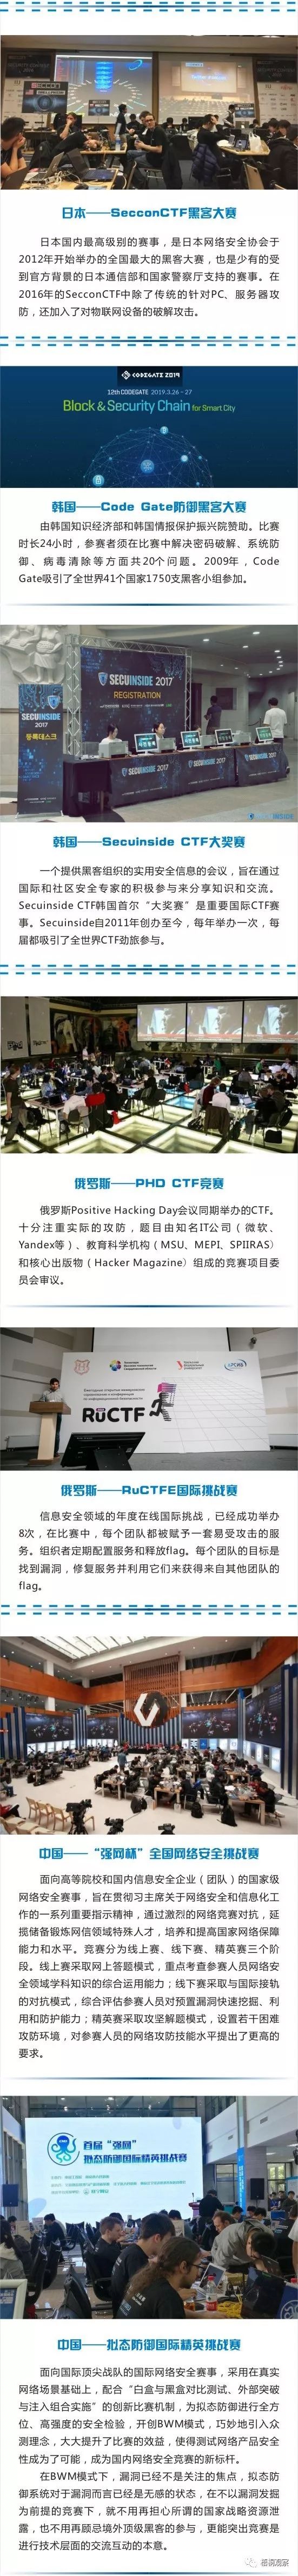 日本——SecconCTF黑客大赛
日本国内最高级别的赛事，是日本网络安全协会于
2012年开始举办的全国最大的黑客大赛，也是少有的受
到官方背景的日本通信部和国家警察厅支持的赛事。在
2016年的SecconCTF中除了传统的针对PC、服务器攻
防，还加入了对物联网设备的破解攻击。
CODEGATE 2019
12th CODEGATE 2019.3.26 - 27
Block & Security Chain for Smart City
韩国——Code Gate防御黑客大赛
由韩国知识经济部和韩国情报保护振兴院赞助。比赛
时长24小时，参赛者须在比赛中解决密码破解、系统防
御、病毒清除等方面共20个问题。2009年，Code
Gate吸引了全世界41个国家1750支黑客小组参加。
SECUINSIDE 2017
REGISTRATION
SECUINSIDE
2017
등록데스크
SECUINSIDE 2017
韩国——Secuinside CTF大奖赛
一个提供黑客组织的实用安全信息的会议，旨在通过
国际和社区安全专家的积极参与来分享知识和交流。
Secuinside CTF韩国首尔“大奖赛”是重要国际CTF赛
事。Secuinside自2011年创办至今，每年举办一次，每
届都吸引了全世界CTF劲旅参与。
俄罗斯——PHD CTF竞赛
俄罗斯Positive Hacking Day会议同期举办的CTF。
十分注重实际的攻防，题目由知名IT公司（微软、
Yandex等）、教育科学机构（MSU、MEPI、SPIIRAS）
和核心出版物（Hacker Magazine）组成的竞赛项目委
员会审议。
RUCTF
俄罗斯——RuCTFE国际挑战赛
信息安全领域的年度在线国际挑战，已经成功举办
8次，在比赛中，每个团队都被赋予一套易受攻击的服
务。组织者定期配置服务和释放flag。每个团队的目标是
找到漏洞，修复服务并利用它们来获得来自其他团队的
flag。
中国——“强网杯”全国网络安全挑战赛
面向高等院校和国内信息安全企业（团队）的国家级
网络安全赛事，旨在贯彻习主席关于网络安全和信息化工
作的一系列重要指示精神，通过激烈的网络竞赛对抗，延
揽储备锻炼网信领域特殊人才，培养和提高国家网络保障
能力和水平。竞赛分为线上赛、线下赛、精英赛三个阶
段。线上赛采取网上答题模式，重点考查参赛人员网络安
全领域学科知识的综合运用能力；线下赛采取与国际接轨
的对抗模式，综合评估参赛人员对预置漏洞快速挖掘、利
用和防护能力；精英赛采取攻坚解题模式，设置若干困难
攻防环境，对参赛人员的网络攻防技能水平提出了更高的
要求。
首届“强网”
拟态防御国际精英挑战赛
中国——拟态防御国际精英挑战赛
面向国际顶尖战队的国际网络安全赛事，采用在真实
网络场景基础上，配合“白盒与黑盒对比测试、外部突破
与注入组合实施”的创新比赛机制，为拟态防御进行全方
位、高强度的安全检验，开创BWM模式，巧妙地引入众
测理念，大大提升了比赛的效益，使得测试网络产品安全
性成为了可能，成为国内网络安全竞赛的新标杆。
在BWM模式下，漏洞已经不是关注的焦点，拟态防
御系统对于漏洞而言已经是无感的状态，在不以漏洞发掘
为前提的竞赛下，就不用再担心所谓的国家战略资源泄
露，也不用再顾忌境外顶级黑客的参与，更能突出竞赛是
进行技术层面的交流互动的本意。